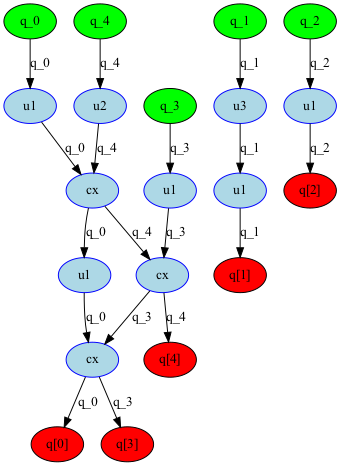 q_0 q_4 q_1 q_2
q_0 q_4 q_1 q_2
u1 u2 q_3 u3 u1
q_0 q_4 q_3 q_1 q_2
cx u1 u1 q[2]
q_0 q_4 q_3 q_1
u1 cx q[1]
q_0 q_3 q_4
cx q[4]
q_0 q_3
q[0] q[3]